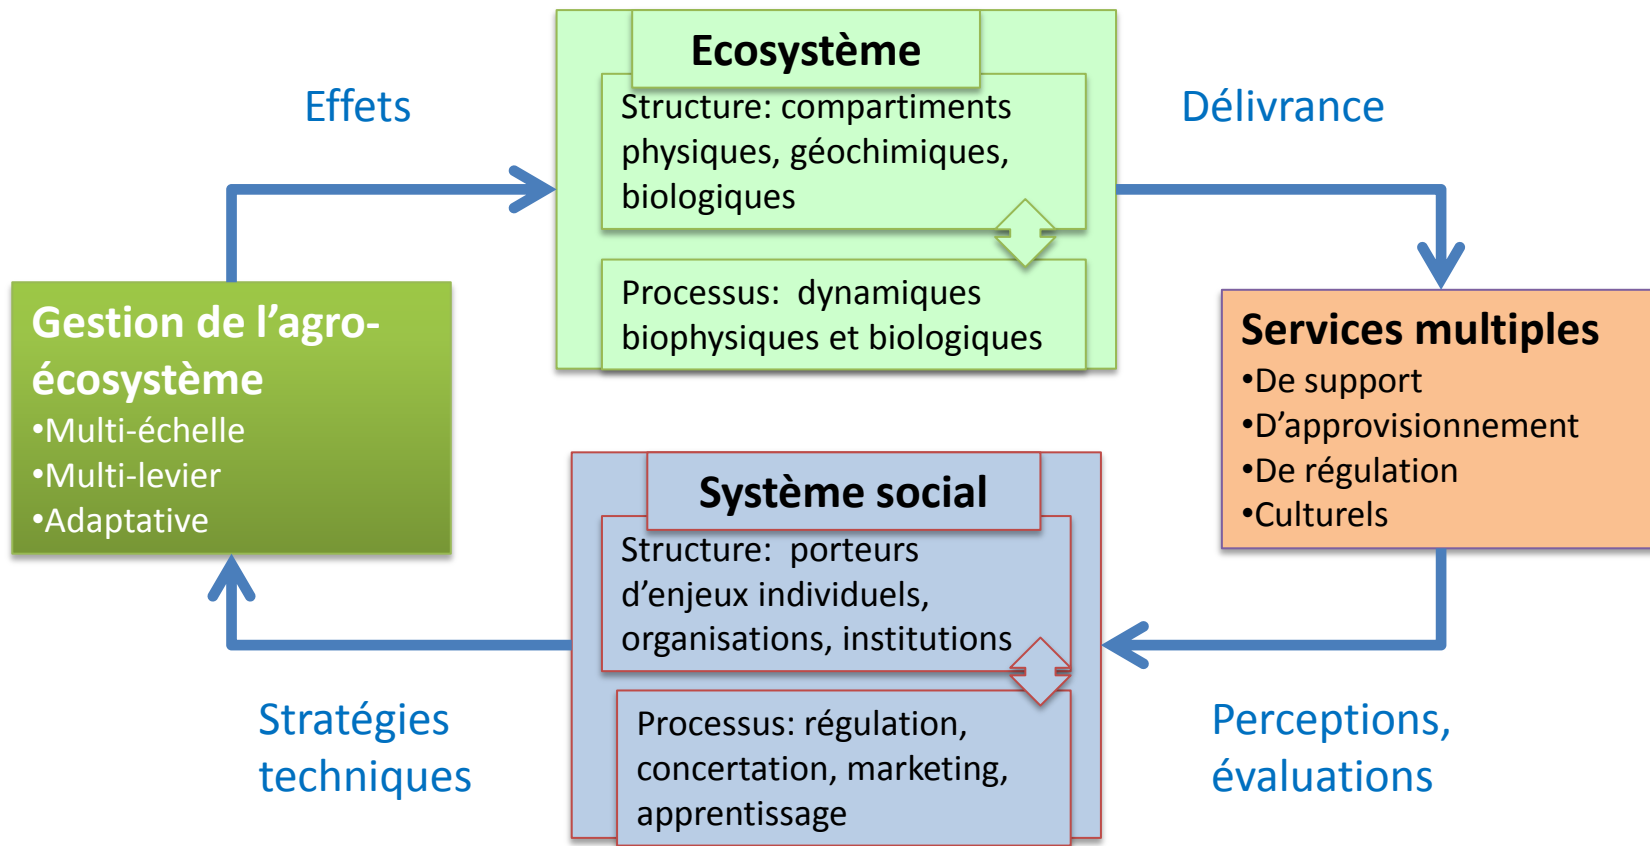 Ecosystème
Structure: compartiments
physiques, géochimiques,
biologiques
Processus:  dynamiques
biophysiques et biologiques
Effets
Délivrance
Gestion de l’agro-
écosystème
•Multi-échelle
•Multi-levier
•Adaptative
Services multiples
•De support
•D’approvisionnement
•De régulation
•Culturels
Système social
Structure:  porteurs
d’enjeux individuels,
organisations, institutions
Processus: régulation,
concertation, marketing,
apprentissage
Stratégies
techniques
Perceptions,
évaluations